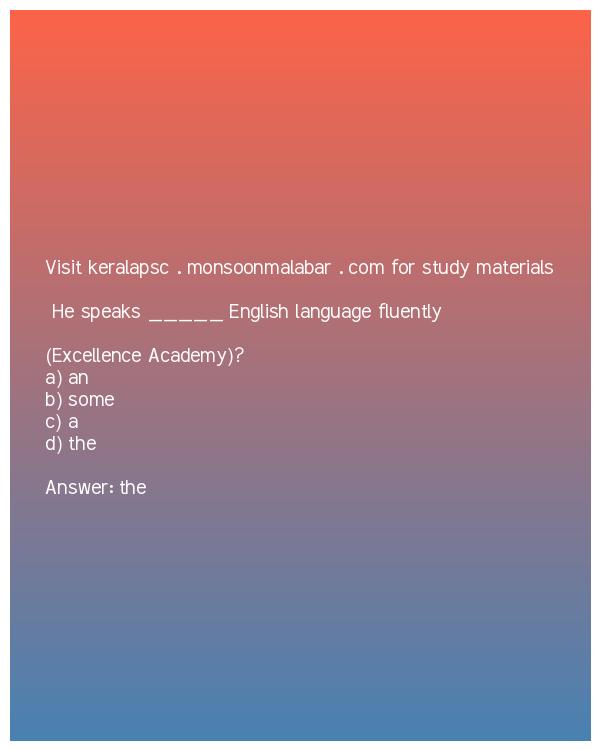 Visit keralapsc . monsoonmalabar . com for study materials
He speaks _____ English language fluently
(Excellence Academy)?
a) an
b) some
c) a
d) the
Answer: the